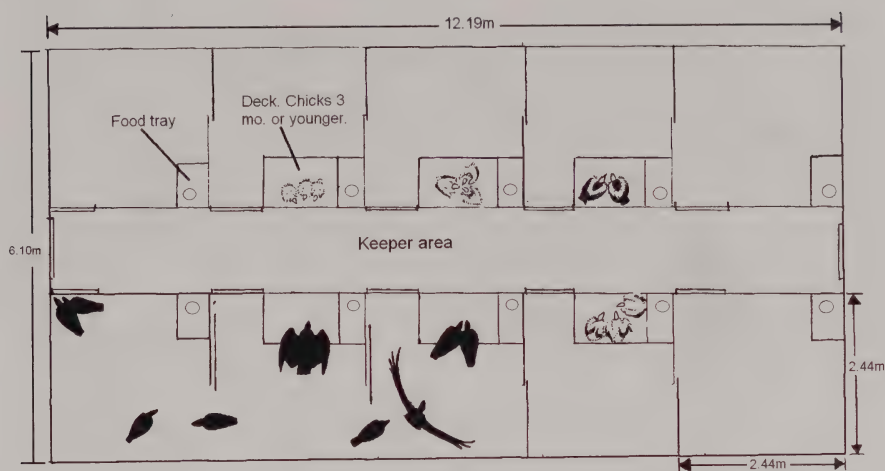 12.19m
Food tray
Deck. Chicks 3
mo. or younger.
Keeper area
6.10m
2.44m
2.44m